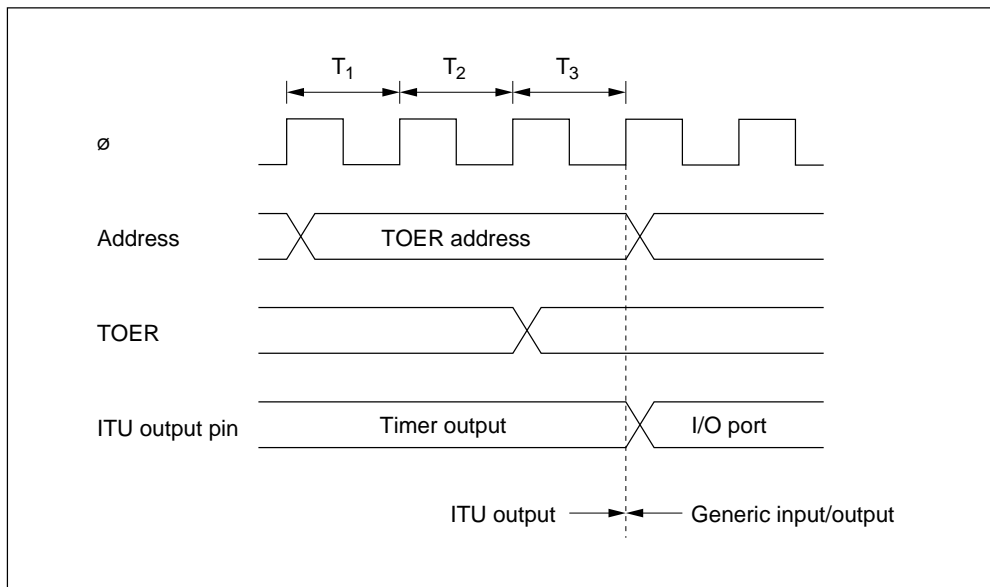 T1 T2 T3
ø
Address TOER address
TOER
ITU output pin Timer output I/O port
ITU output Generic input/output